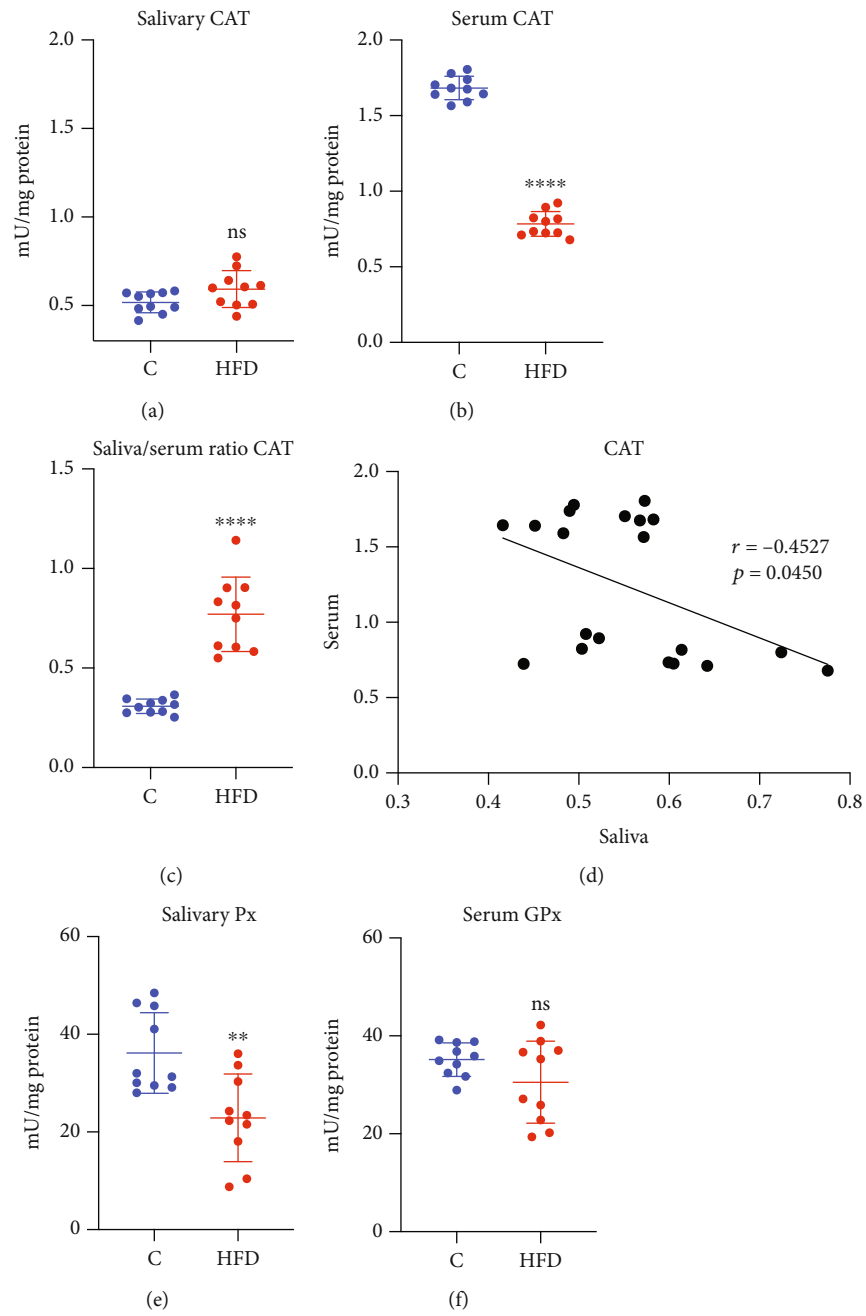 Salivary CAT
2.0
1.5
1.0
0.5
mU/mg protein
ns
C
HFD
(a)
Serum CAT
2.0
1.5
1.0
0.5
0.0
mU/mg protein
****
C
HFD
(b)
Saliva/serum ratio CAT
1.5
1.0
0.5
0.0
****
C
HFD
(c)
CAT
2.0
1.5
1.0
0.5
0.0
Serum
r = –0.4527
p = 0.0450
0.3 0.4 0.5 0.6 0.7 0.8
Saliva
(d)
Salivary Px
60
40
20
0
mU/mg protein
**
C
HFD
(e)
Serum GPx
60
40
20
0
mU/mg protein
ns
C
HFD
(f)